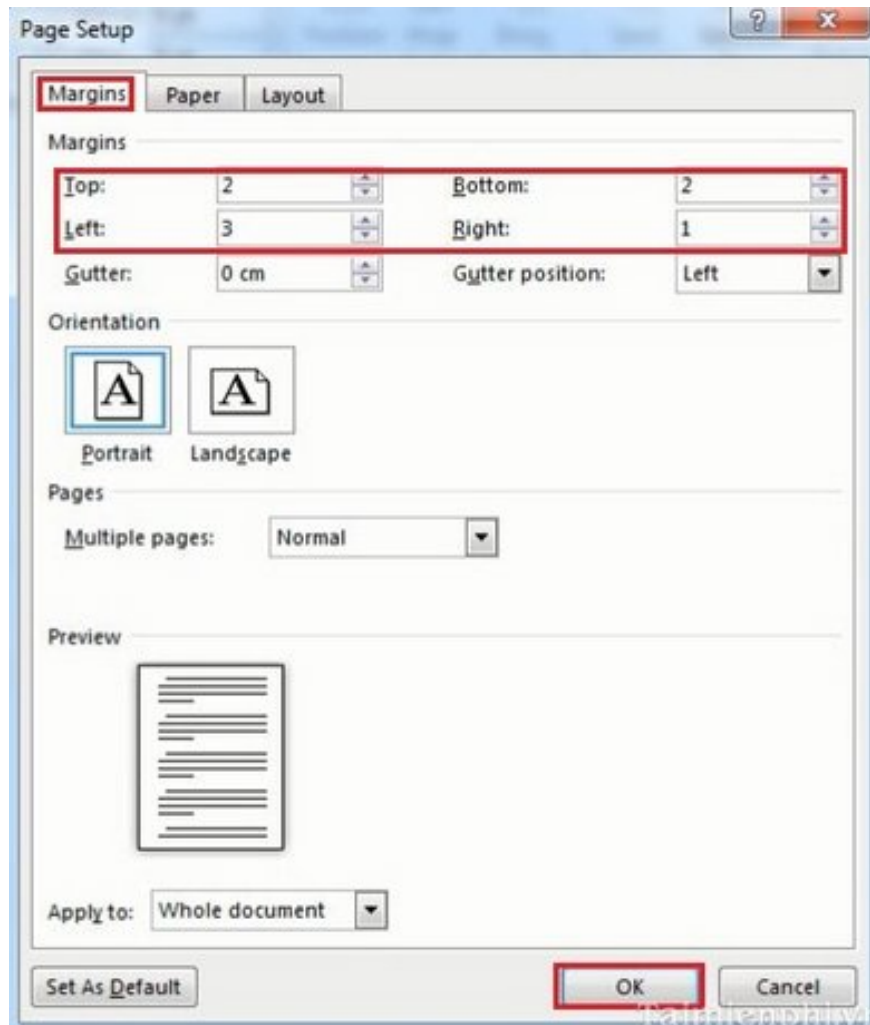 Page Setup
Margins Paper Layout
Margins
Top: 2 Bottom: 2
Left: 3 Right: 1
Gutter: 0 cm Gutter position: Left
Orientation
A A
Portrait Landscape
Pages
Multiple pages: Normal
Preview
Apply to: Whole document
Set As Default OK Cancel